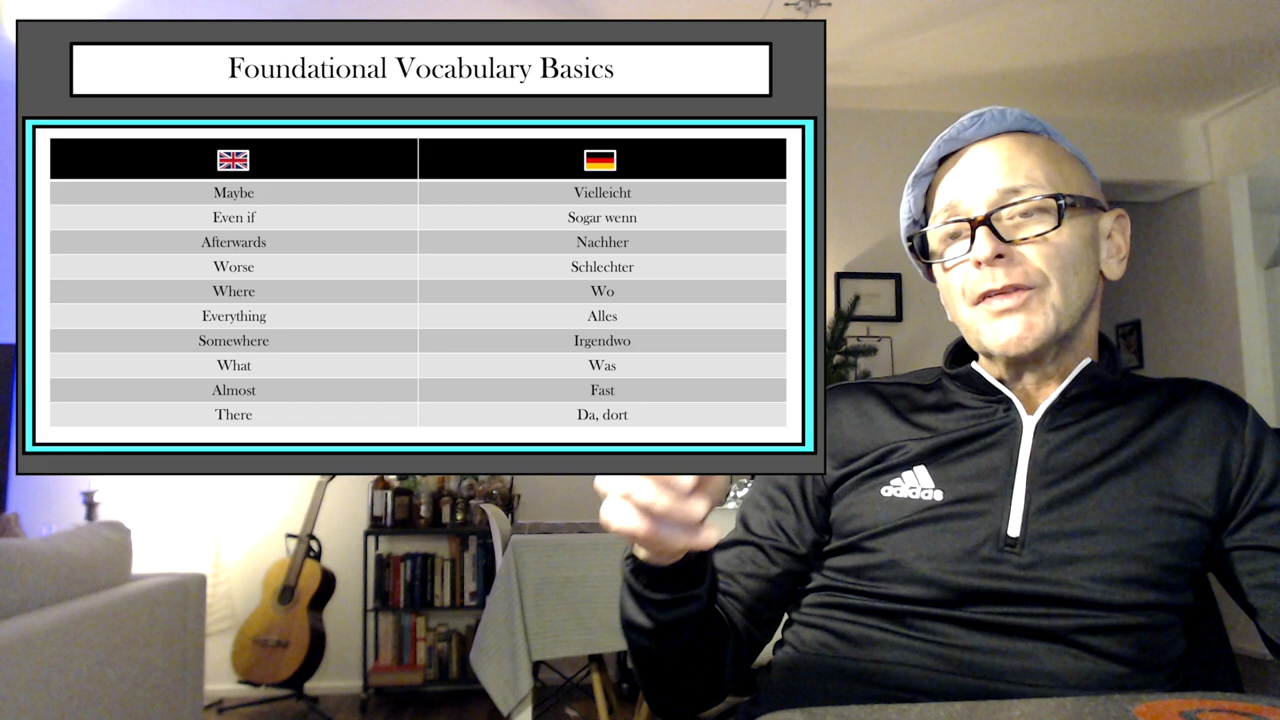 Foundational Vocabulary Basics
Maybe Vielleicht
Even if Sogar wenn
Afterwards Nachher
Worse Schlechter
Where Wo
Everything Alles
Somewhere Irgendwo
What Was
Almost Fast
There Da, dort
adidas